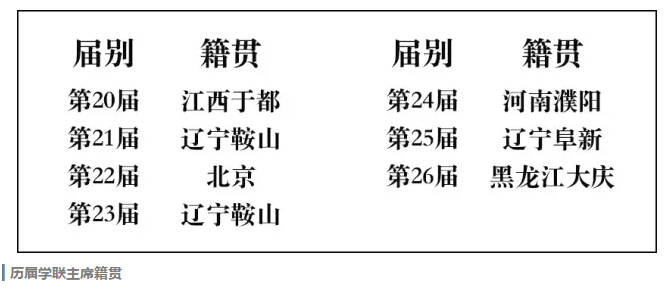 届别 籍贯 届别 籍贯
第20届 江西于都 第24届 河南濮阳
第21届 辽宁鞍山 第25届 辽宁阜新
第22届 北京 第26届 黑龙江大庆
第23届 辽宁鞍山
历届学联主席籍贯